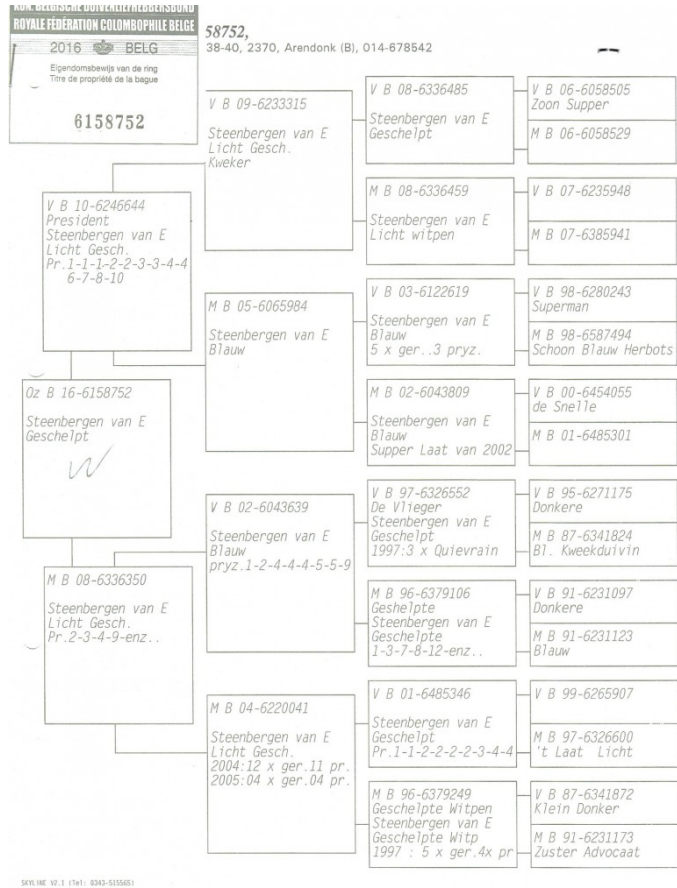 KON. BELGISCHE DUIVENLIEFHEBBERSBOND
ROYALE FÉDÉRATION COLOMBOPHILE BELGE
2016 BELG
Eigendomsbewijs van de ring
Titre de propriété de la bague
6158752
58752,
38-40, 2370, Arendonk (B), 014-678542
Oz B 16-6158752
Steenbergen van E
Geschelpt
V B 10-6246644
President
Steenbergen van E
Licht Gesch.
Pr.1-1-1-2-2-3-3-4-4
6-7-8-10
M B 08-6336350
Steenbergen van E
Licht Gesch.
Pr.2-3-4-9-enz..
V B 09-6233315
Steenbergen van E
Licht Gesch.
Kweker
M B 05-6065984
Steenbergen van E
Blauw
V B 02-6043639
Steenbergen van E
Blauw
pryz.1-2-4-4-4-5-5-9
M B 04-6220041
Steenbergen van E
Licht Gesch.
2004:12 x ger.11 pr.
2005:04 x ger.04 pr.
V B 08-6336485
Steenbergen van E
Geschelpt
M B 08-6336459
Steenbergen van E
Licht witpen
V B 03-6122619
Steenbergen van E
Blauw
5 x ger..3 pryz.
M B 02-6043809
Steenbergen van E
Blauw
Supper Laat van 2002
V B 97-6326552
De Vlieger
Steenbergen van E
Geschelpt
1997:3 x Quievrain
M B 96-6379106
Geshelpte
Steenbergen van E
Geschelpte
1-3-7-8-12-enz..
V B 01-6485346
Steenbergen van E
Geschelpt
Pr.1-1-2-2-2-2-3-4-4
M B 96-6379249
Geschelpte Witpen
Steenbergen van E
Geschelpte Witp
1997 : 5 x ger.4x pr
V B 06-6058505
Zoon Supper
M B 06-6058529
V B 07-6235948
M B 07-6385941
V B 98-6280243
Superman
M B 98-6587494
Schoon Blauw Herbots
V B 00-6454055
de Snelle
M B 01-6485301
V B 95-6271175
Donkere
M B 87-6341824
Bl. Kweekduivin
V B 91-6231097
Donkere
M B 91-6231123
Blauw
V B 99-6265907
M B 97-6326600
't Laat Licht
V B 87-6341872
Klein Donker
M B 91-6231173
Zuster Advocaat
SKYLINE V2.1 (Tel: 0343-515565)